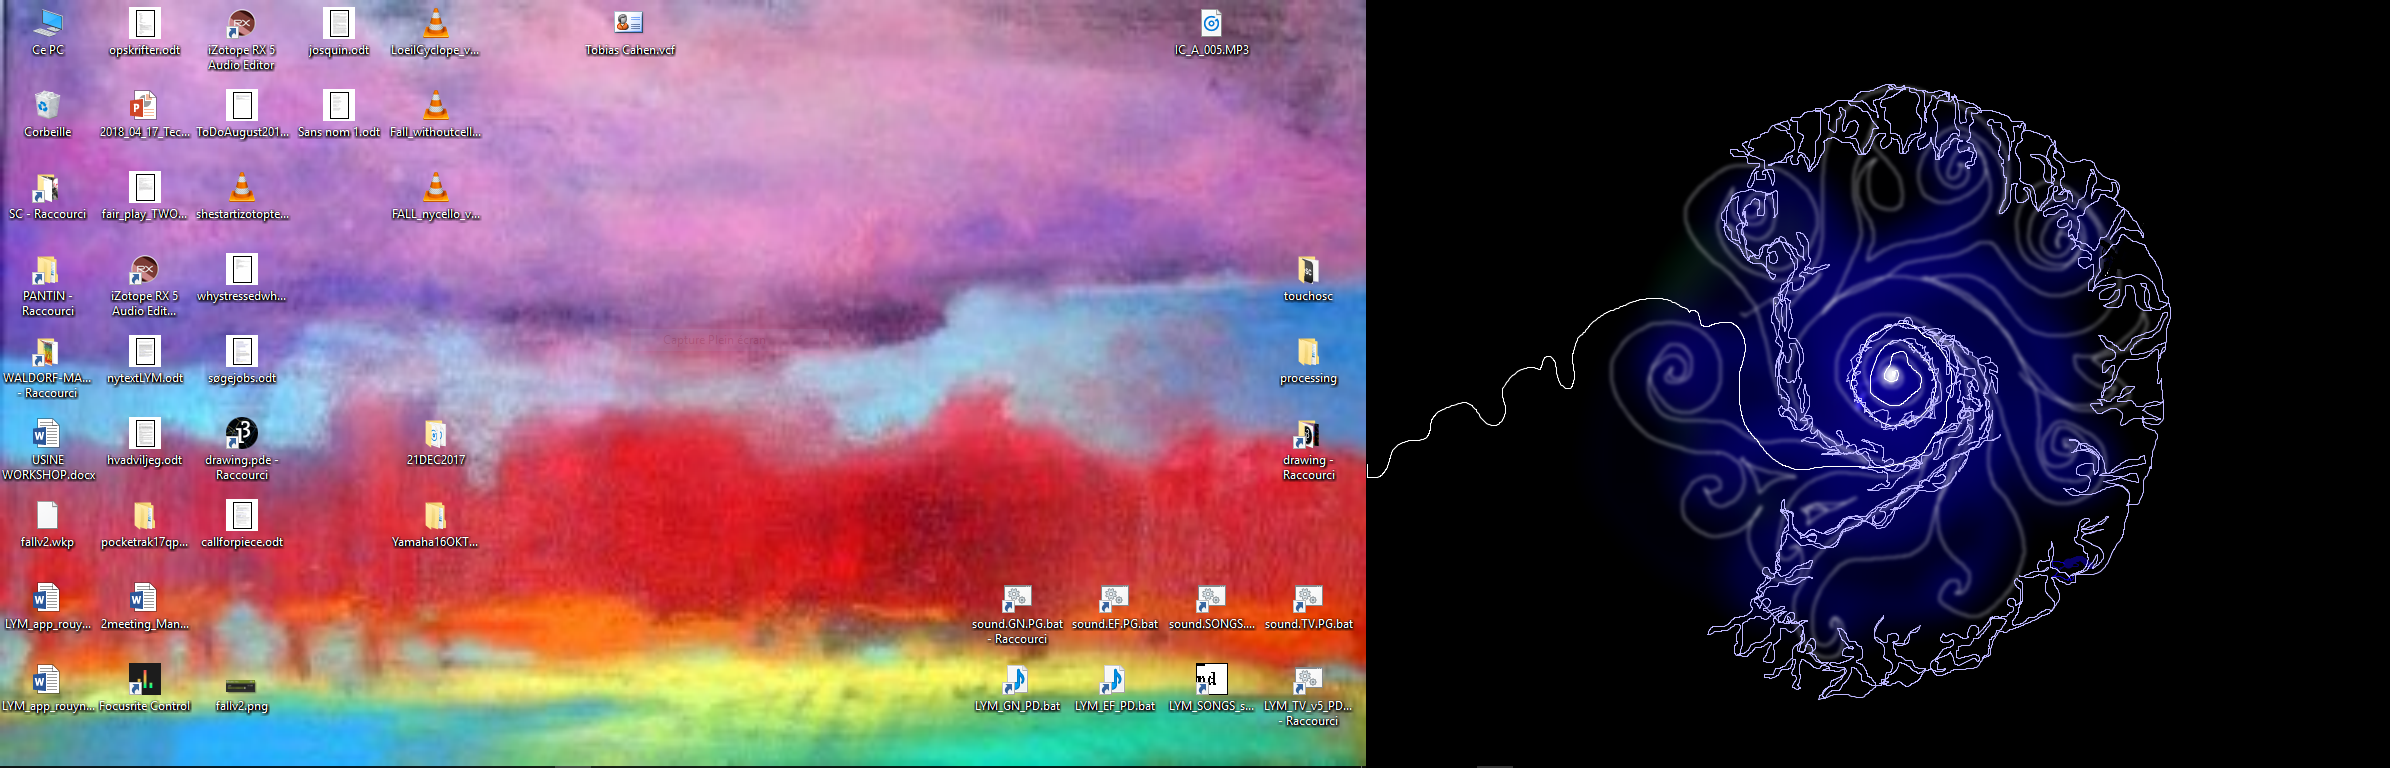 Ce PC
opskrifter.odt
iZotope RX 5
Audio Editor
josquin.odt
LoeilCyclope_v...
Tobias Cahen.vcf
IC_A_005.MP3
Corbeille
2018_04_17_Tec...
ToDoAugust201...
Sans nom 1.odt
Fall_withoutcell...
SC - Raccourci
fair_play_TWO...
shestartizotopte...
FALL_nycello_v...
PANTIN -
Raccourci
iZotope RX 5
Audio Edit...
whystressedwh...
touchosc
Capture Plein écran
WALDORF-MA...
- Raccourci
nytextLYM.odt
søgejobs.odt
processing
USINE
WORKSHOP.docx
hvadviljeg.odt
drawing.pde -
Raccourci
21DEC2017
drawing -
Raccourci
fallv2.wkp
pocketrak17qp...
callforpiece.odt
Yamaha16OKT...
LYM_app_rouy...
2meeting_Man...
sound.GN.PG.bat
- Raccourci
sound.EF.PG.bat
sound.SONGS....
sound.TV.PG.bat
LYM_app_rouyn...
Focusrite Control
fallv2.png
LYM_GN_PD.bat
LYM_EF_PD.bat
nd
LYM_SONGS_s...
LYM_TV_v5_PD...
- Raccourci